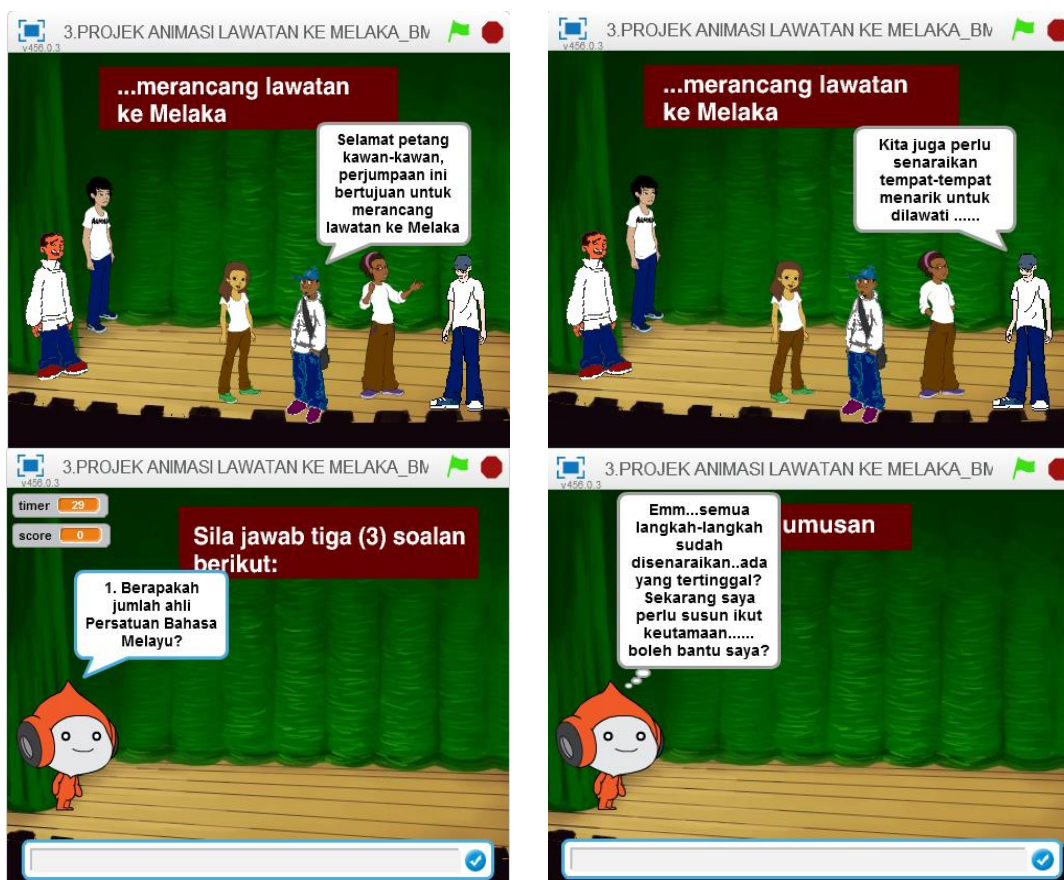 3.PROJEK ANIMASI LAWATAN KE MELAKA_BM
v456.0.3
...merancang lawatan
ke Melaka
Selamat petang
kawan-kawan,
perjumpaan ini
bertujuan untuk
merancang
lawatan ke Melaka
3.PROJEK ANIMASI LAWATAN KE MELAKA_BM
v456.0.3
...merancang lawatan
ke Melaka
Kita juga perlu
senaraikan
tempat-tempat
menarik untuk
dilawati ......
3.PROJEK ANIMASI LAWATAN KE MELAKA_BM
v456.0.3
timer 29
score 0
Sila jawab tiga (3) soalan
berikut:
1. Berapakah
jumlah ahli
Persatuan Bahasa
Melayu?
3.PROJEK ANIMASI LAWATAN KE MELAKA_BM
v456.0.3
umusan
Emm...semua
langkah-langkah
sudah
disenaraikan..ada
yang tertinggal?
Sekarang saya
perlu susun ikut
keutamaan......
boleh bantu saya?